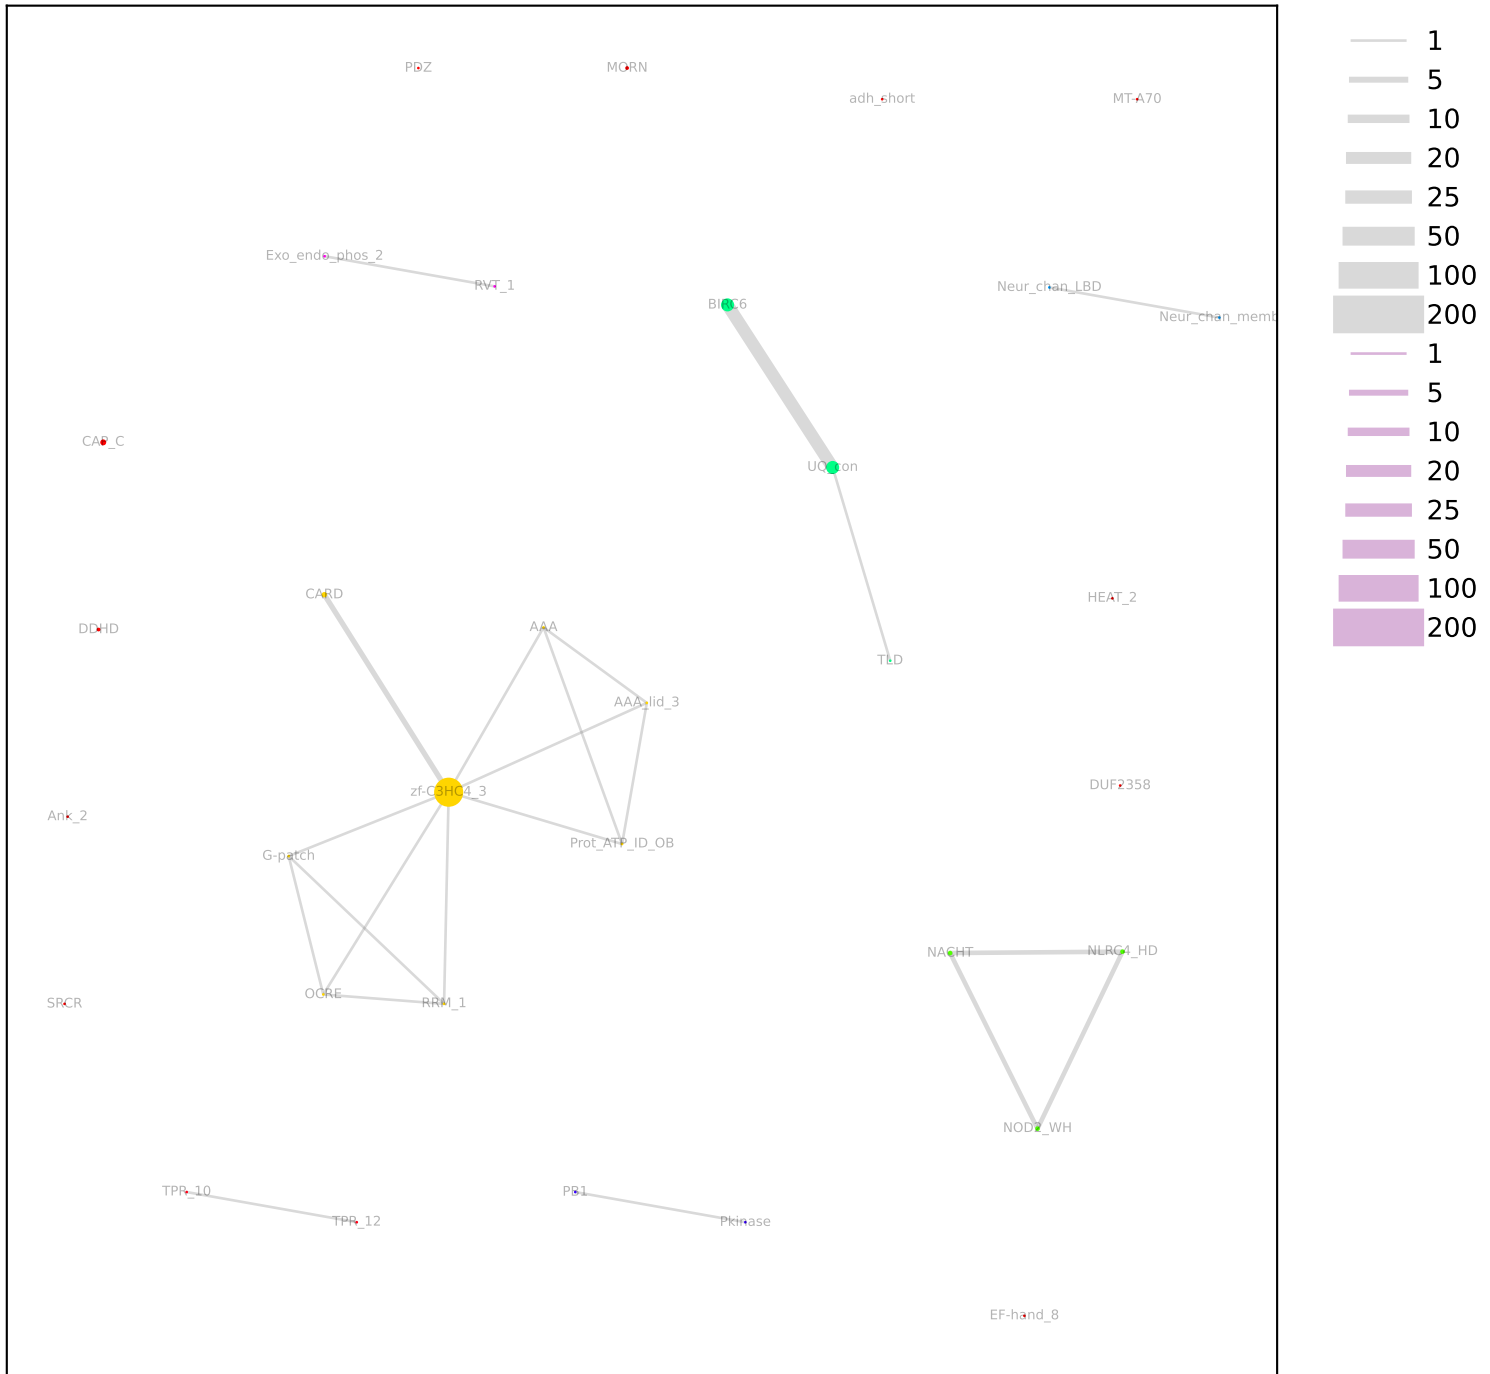 PDZ
MORN
adh_short
MT-A70
Exo_endo_phos_2
RVT_1
BIRC6
Neur_chan_LBD
Neur_chan_memb
CAP_C
UQ_con
CARD
DDHD
AAA
HEAT_2
TLD
AAA_lid_3
zf-C3HC4_3
DUF2358
Ank_2
Prot_ATP_ID_OB
G-patch
NACHT
NLRC4_HD
OCRE
RRM_1
SRCR
NOD2_WH
TPR_10
TPR_12
PB1
Pkinase
EF-hand_8
1
5
10
20
25
50
100
200
1
5
10
20
25
50
100
200